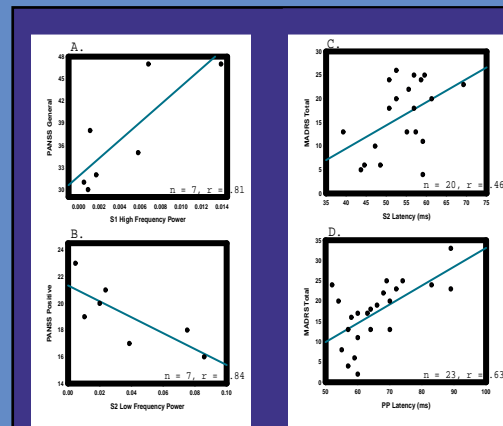 A.
48
45
42
39
36
33
30
PANSS General
0.000 0.002 0.004 0.006 0.008 0.010 0.012 0.014
n = 7, r = .81
S1 High Frequency Power
B.
24
22
20
18
16
14
PANSS Positive
0.00 0.02 0.04 0.06 0.08 0.10
n = 7, r = .84
S2 Low Frequency Power
C.
30
25
20
15
10
5
0
MADRS Total
35 40 45 50 55 60 65 70 75
n = 20, r = .46
S2 Latency (ms)
D.
35
30
25
20
15
10
5
0
MADRS Total
50 60 70 80 90 100
n = 23, r = .63
PP Latency (ms)